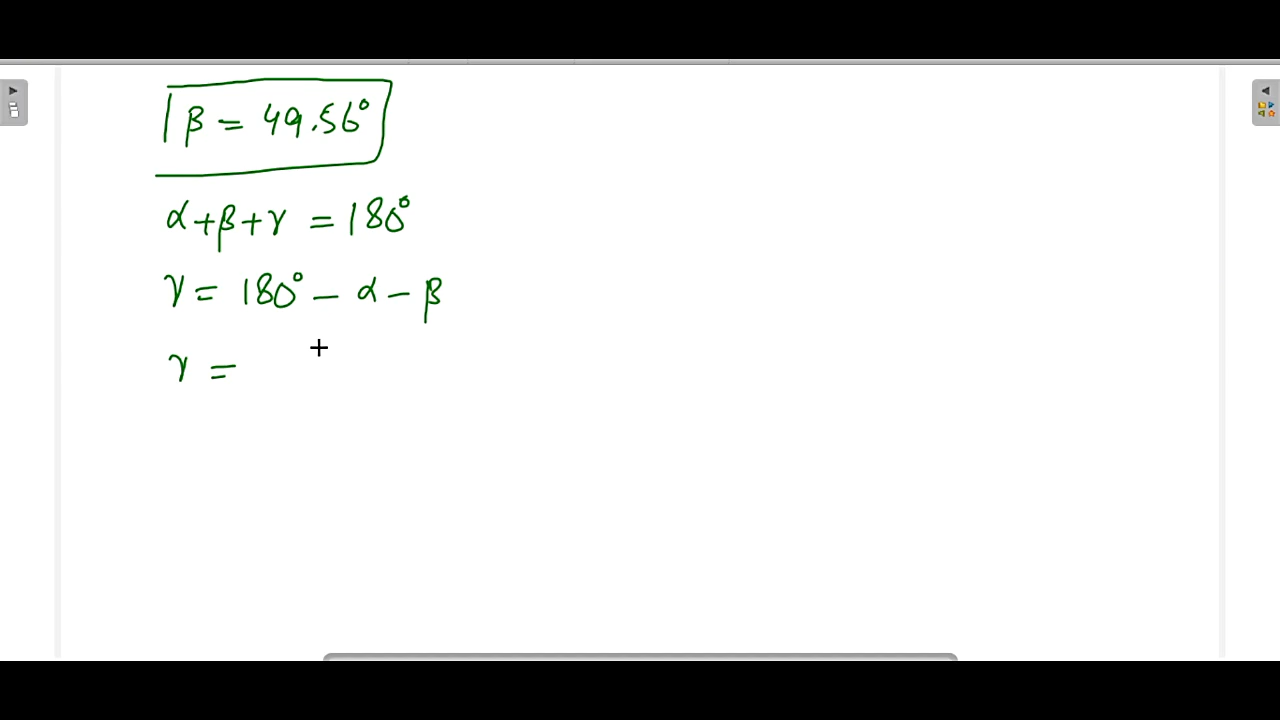 β = 49.56°
α+β+γ = 180°
γ = 180° – α – β
γ =